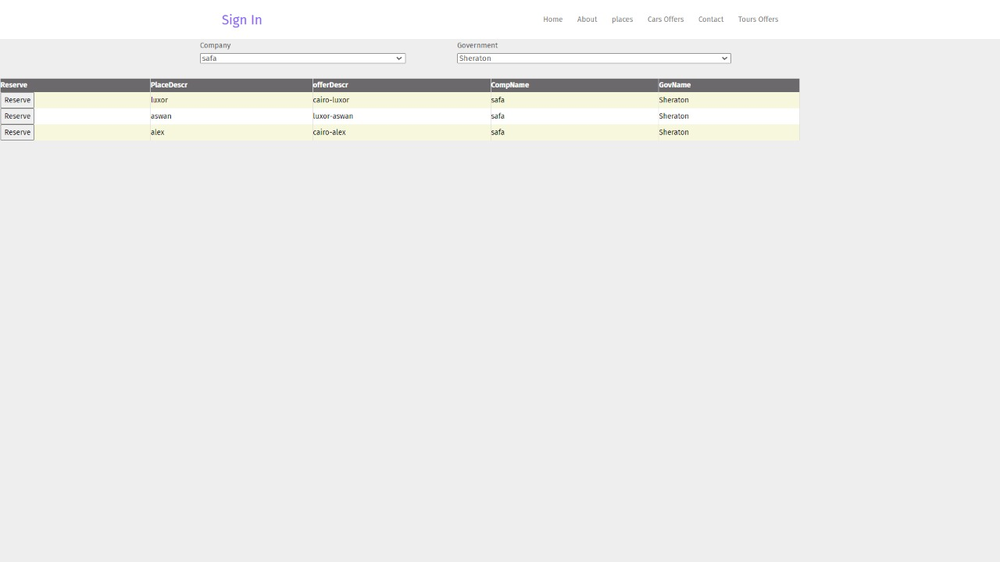 Sign In
Home About places Cars Offers Contact Tours Offers
Company Government
safa Sheraton
Reserve PlaceDescr offerDescr CompName GovName
Reserve luxor cairo-luxor safa Sheraton
Reserve aswan luxor-aswan safa Sheraton
Reserve alex cairo-alex safa Sheraton